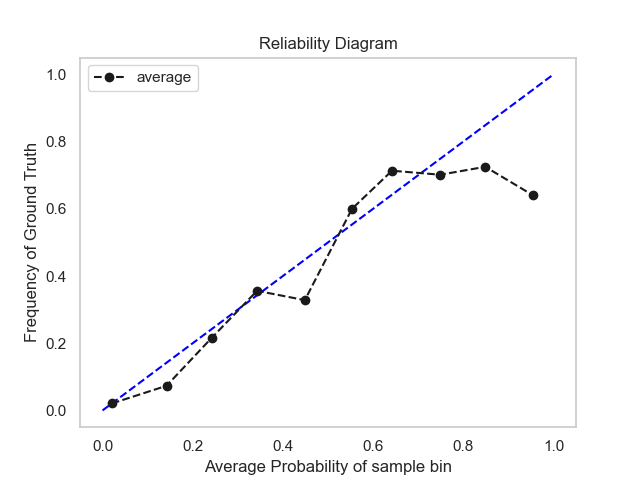 Reliability Diagram
average
Frequency of Ground Truth
1.0
0.8
0.6
0.4
0.2
0.0
0.0 0.2 0.4 0.6 0.8 1.0
Average Probability of sample bin